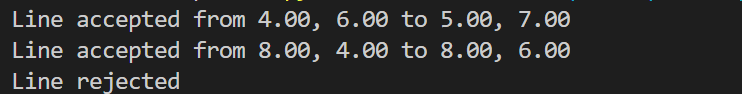 Line accepted from 4.00, 6.00 to 5.00, 7.00
Line accepted from 8.00, 4.00 to 8.00, 6.00
Line rejected